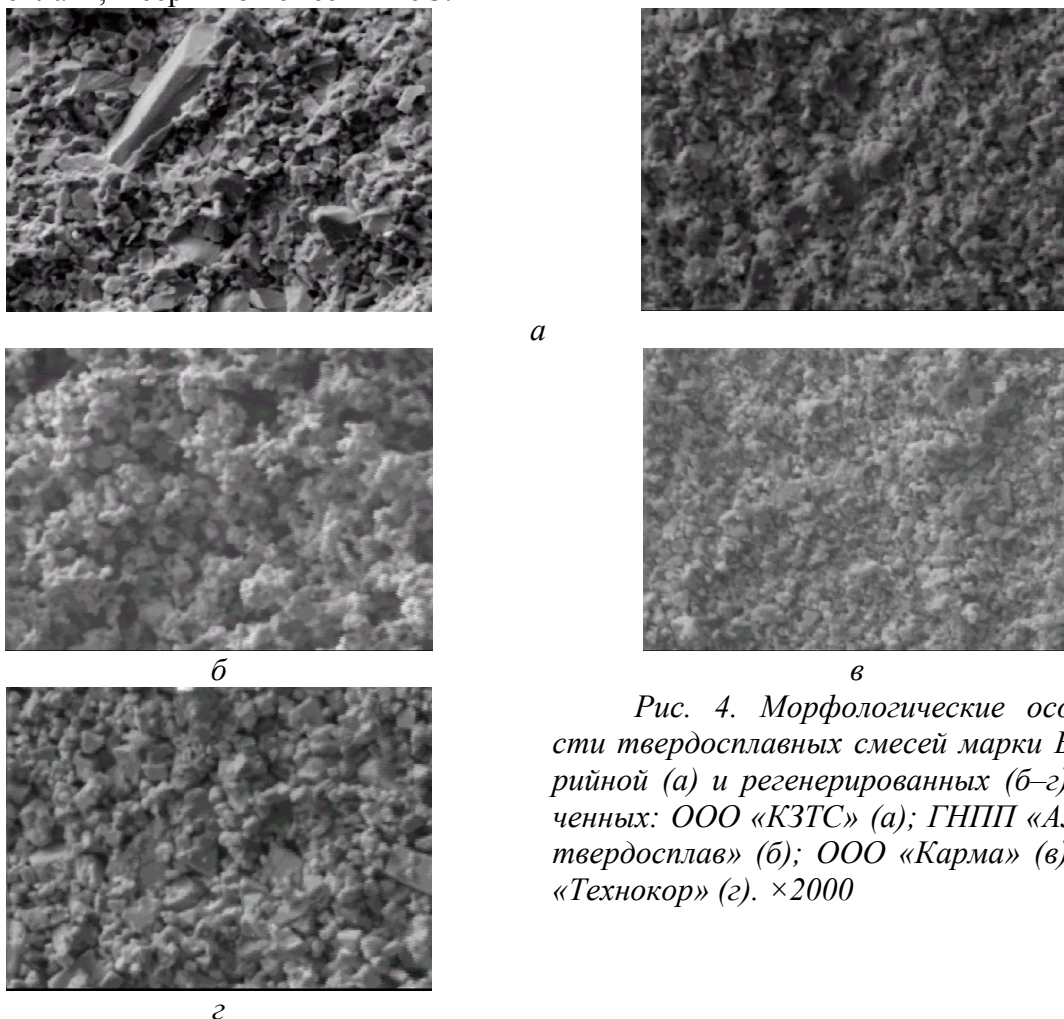 а
б
в
Рис. 4. Морфологические осо
сти твердосплавных смесей марки
рийной (а) и регенерированных (б–г)
ченных: ООО «КЗТС» (а); ГНПП
твердосплав» (б); ООО «Карма» (в)
«Технокор» (г). ×2000
г